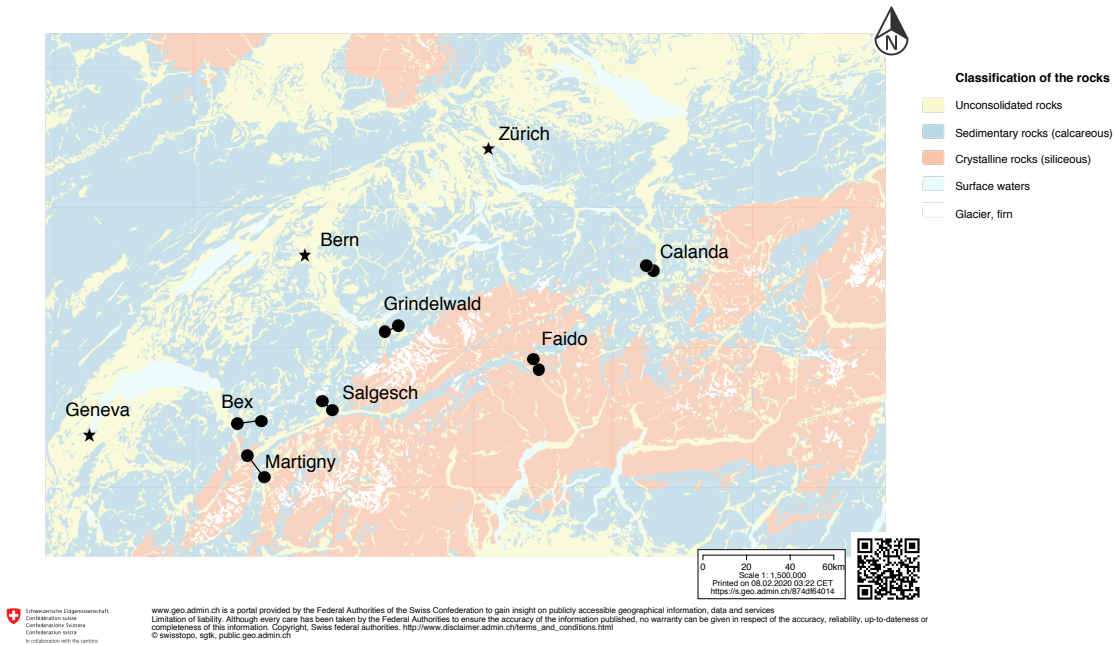 N
Classification of the rocks
Unconsolidated rocks
Sedimentary rocks (calcareous)
Crystalline rocks (siliceous)
Surface waters
Glacier, firn
Zürich
Bern
Calanda
Grindelwald
Faido
Salgesch
Bex
Geneva
Martigny
0 20 40 60km
Scale 1: 1,500,000
Printed on 08.02.2020 03:22 CET
https://s.geo.admin.ch/874df64014
Schweizerische Eidgenossenschaft
Confédération suisse
Confederazione Svizzera
Confederaziun svizra
In collaboration with the cantons
www.geo.admin.ch is a portal provided by the Federal Authorities of the Swiss Confederation to gain insight on publicly accessible geographical information, data and services
Limitation of liability. Although every care has been taken by the Federal Authorities to ensure the accuracy of the information published, no warranty can be given in respect of the accuracy, reliability, up-to-dateness or
completeness of this information. Copyright, Swiss federal authorities. http://www.disclaimer.admin.ch/terms_and_conditions.html
© swisstopo, sgtk, public.geo.admin.ch